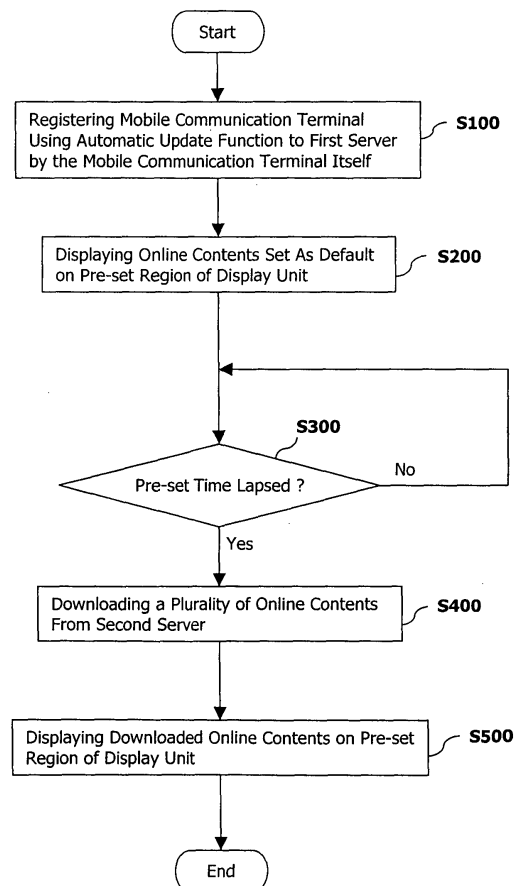 Start
Registering Mobile Communication Terminal
Using Automatic Update Function to First Server
by the Mobile Communication Terminal Itself
S100
Displaying Online Contents Set As Default
on Pre-set Region of Display Unit
S200
S300
Pre-set Time Lapsed ?
No
Yes
Downloading a Plurality of Online Contents
From Second Server
S400
Displaying Downloaded Online Contents on Pre-set
Region of Display Unit
S500
End